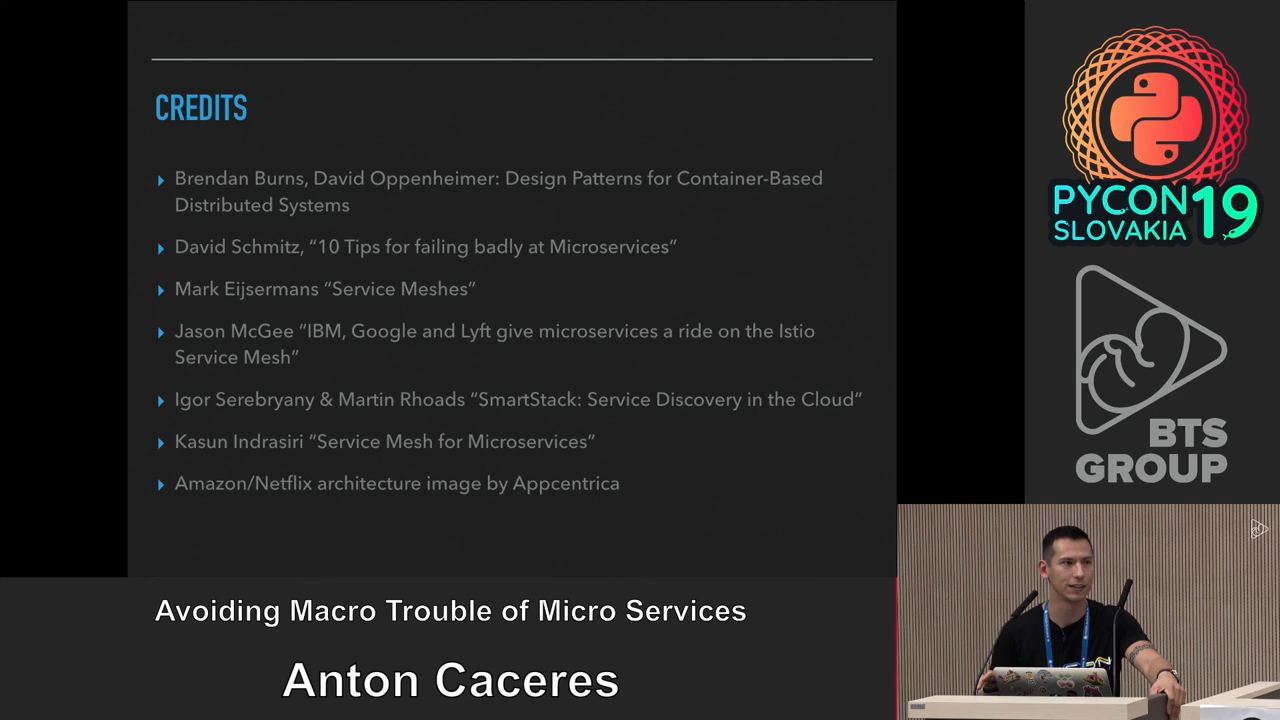 CREDITS
Brendan Burns, David Oppenheimer: Design Patterns for Container-Based
Distributed Systems
David Schmitz, “10 Tips for failing badly at Microservices”
Mark Eijsermans “Service Meshes”
Jason McGee “IBM, Google and Lyft give microservices a ride on the Istio
Service Mesh”
Igor Serebryany & Martin Rhoads “SmartStack: Service Discovery in the Cloud”
Kasun Indrasiri “Service Mesh for Microservices”
Amazon/Netflix architecture image by Appcentrica
PYCON
SLOVAKIA
19
BTS
GROUP
Avoiding Macro Trouble of Micro Services
Anton Caceres